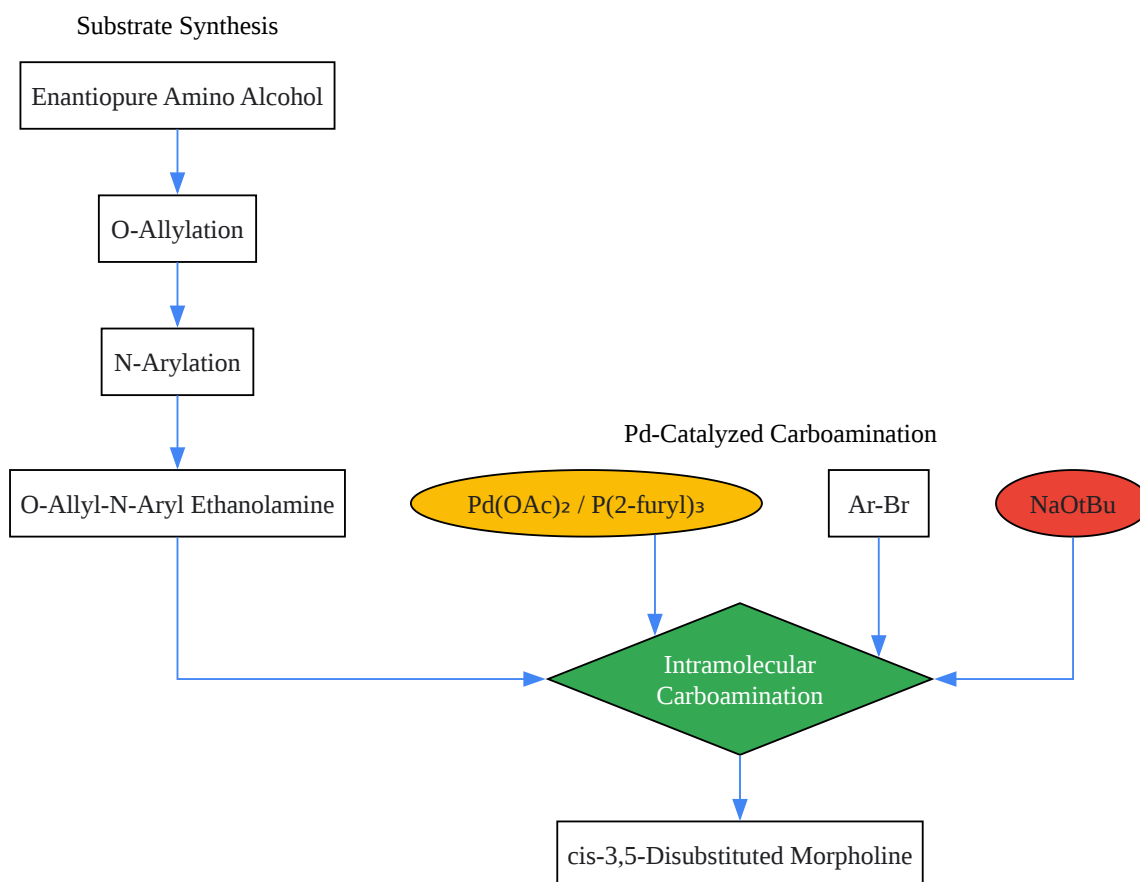 Substrate Synthesis
Enantiopure Amino Alcohol
O-Allylation
N-Arylation
O-Allyl-N-Aryl Ethanolamine
Pd-Catalyzed Carboamination
Pd(OAc)₂ / P(2-furyl)₃
Ar-Br
NaOtBu
Intramolecular
Carboamination
cis-3,5-Disubstituted Morpholine